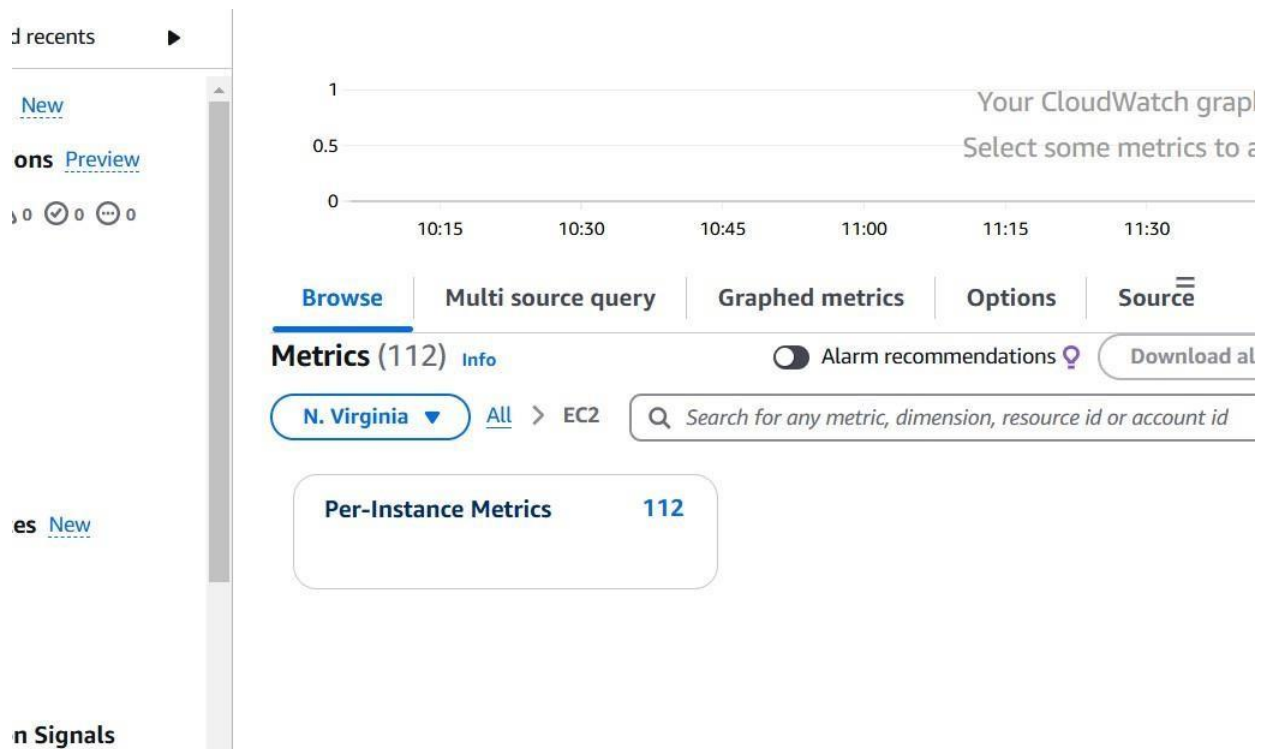 d recents
New
ons Preview
0 0 0
es New
n Signals
1
Your CloudWatch grap
0.5
Select some metrics to a
0
10:15 10:30 10:45 11:00 11:15 11:30
Browse Multi source query Graphed metrics Options Source
Metrics (112) Info Alarm recommendations Download al
N. Virginia All > EC2 Search for any metric, dimension, resource id or account id
Per-Instance Metrics 112